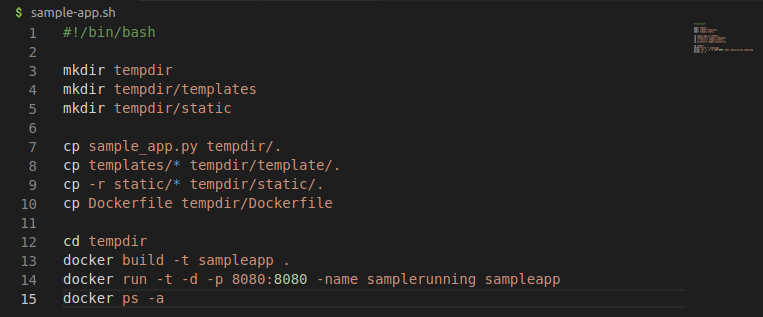 $ sample-app.sh
1 #!/bin/bash
2
3 mkdir tempdir
4 mkdir tempdir/templates
5 mkdir tempdir/static
6
7 cp sample_app.py tempdir/.
8 cp templates/* tempdir/template/.
9 cp -r static/* tempdir/static/.
10 cp Dockerfile tempdir/Dockerfile
11
12 cd tempdir
13 docker build -t sampleapp .
14 docker run -t -d -p 8080:8080 -name samplerunning sampleapp
15 docker ps -a